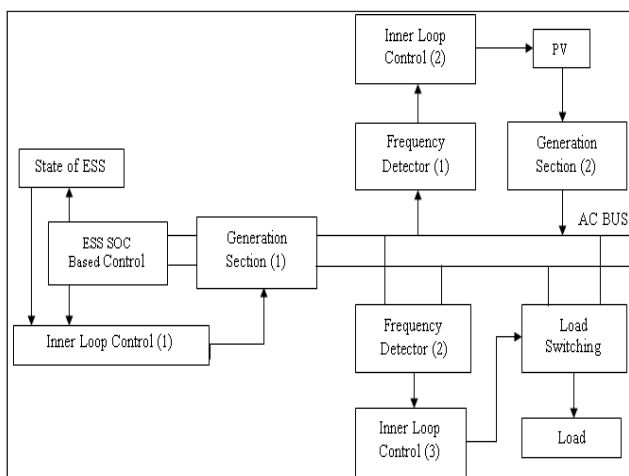 Inner Loop
Control (2)
PV
Frequency
Detector (1)
Generation
Section (2)
State of ESS
AC BUS
ESS SOC
Based Control
Generation
Section (1)
Inner Loop Control (1)
Frequency
Detector (2)
Load
Switching
Inner Loop
Control (3)
Load